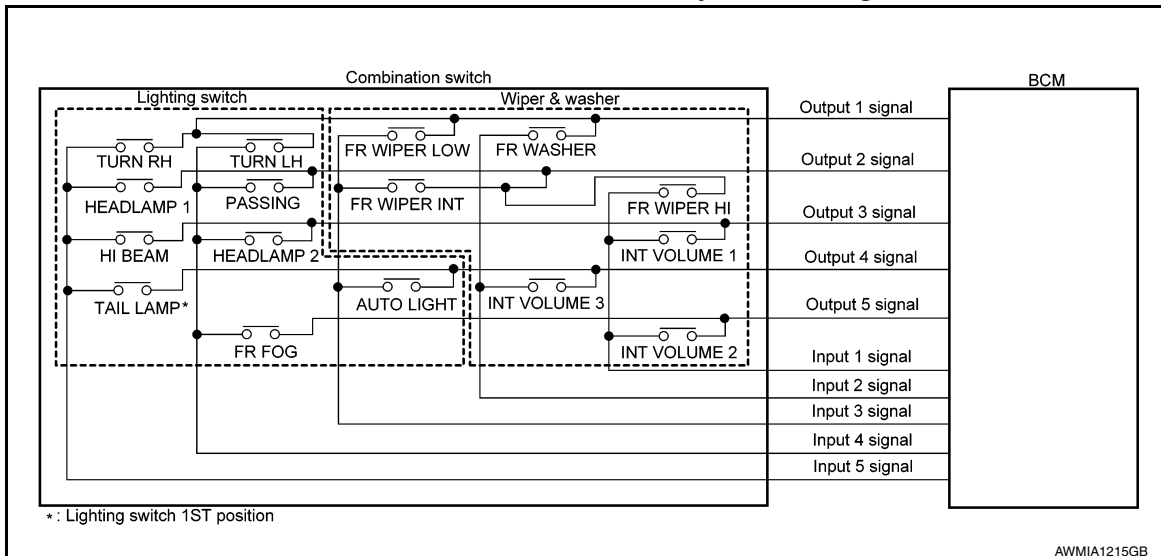 Combination switch
BCM
Lighting switch
Wiper & washer
Output 1 signal
TURN RH
TURN LH
FR WIPER LOW
FR WASHER
Output 2 signal
HEADLAMP 1
PASSING
FR WIPER INT
FR WIPER HI
Output 3 signal
HI BEAM
HEADLAMP 2
INT VOLUME 1
Output 4 signal
TAIL LAMP*
AUTO LIGHT
INT VOLUME 3
Output 5 signal
FR FOG
INT VOLUME 2
Input 1 signal
Input 2 signal
Input 3 signal
Input 4 signal
Input 5 signal
* : Lighting switch 1ST position
AWMIA1215GB